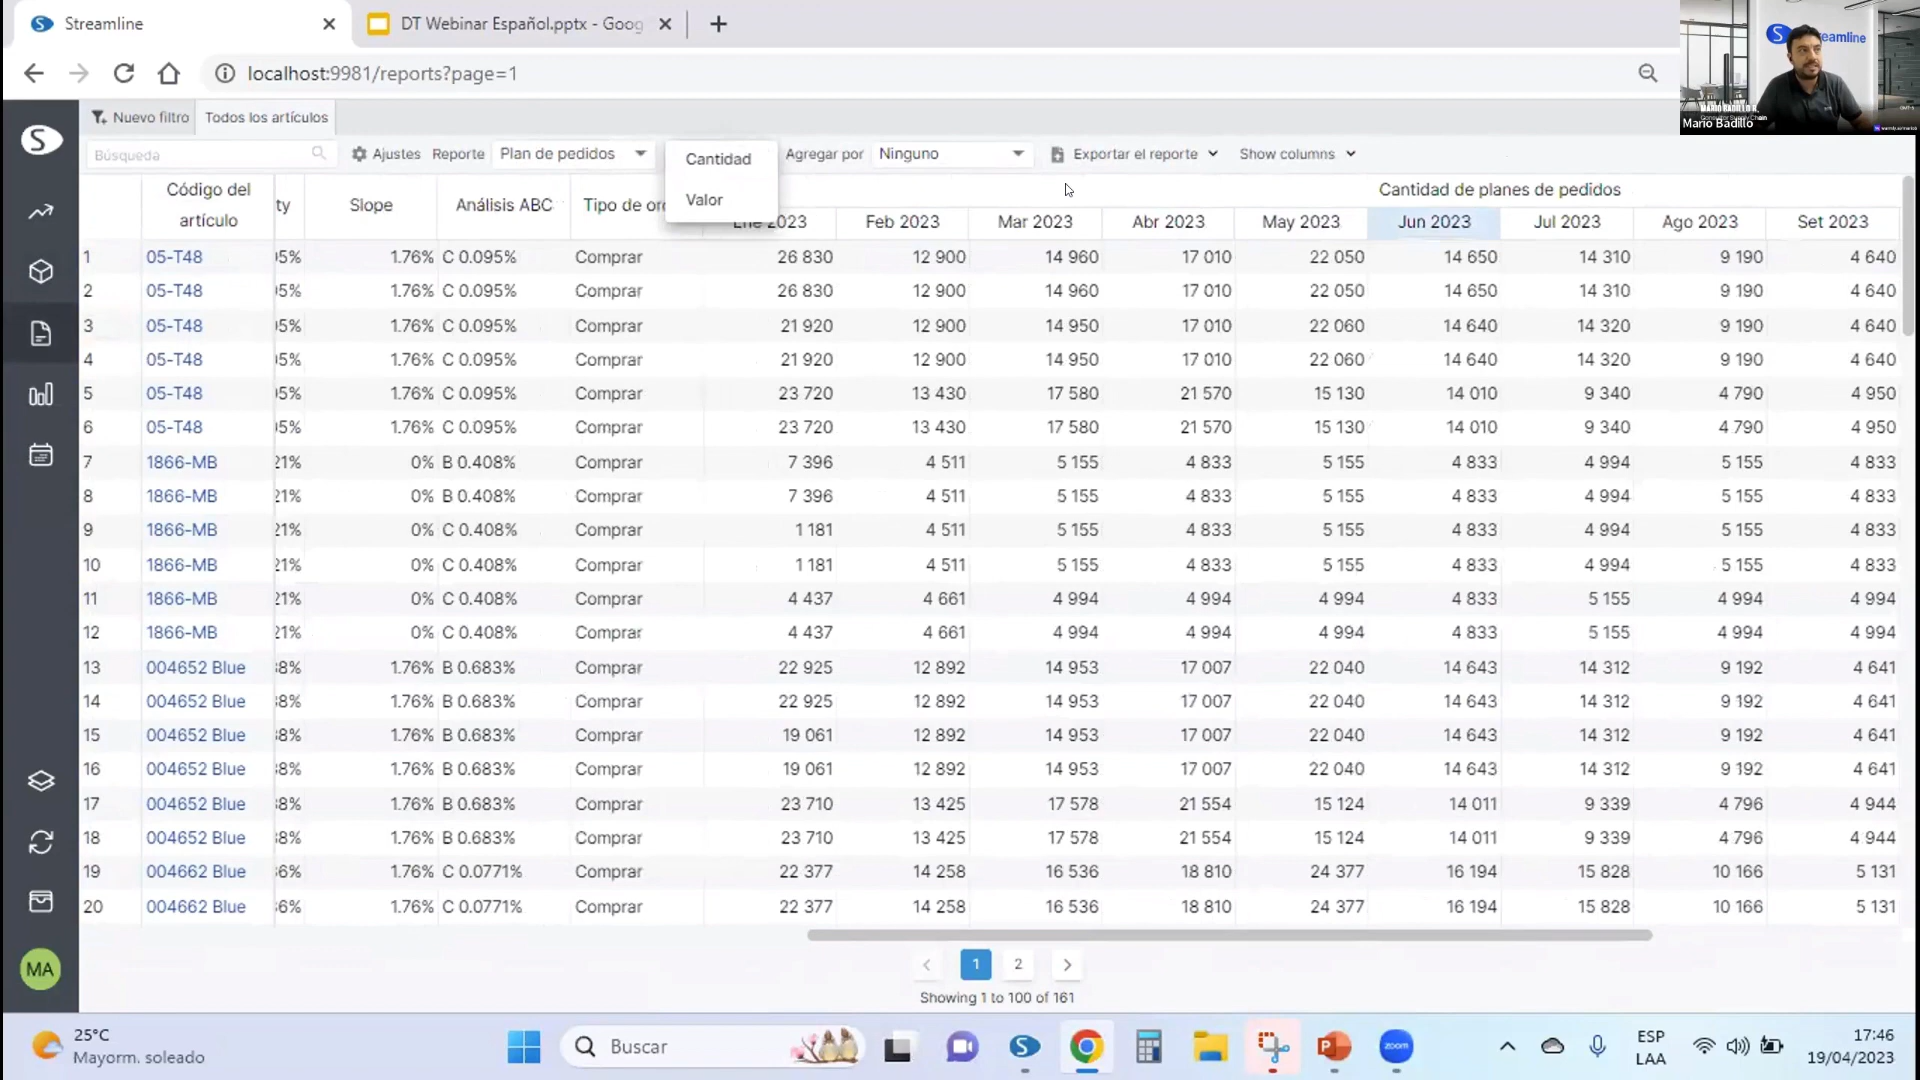 Streamline
DT Webinar Español.pptx - Goog
localhost:9981/reports?page=1
Streamline
Mario Badillo
Nuevo filtro
Todos los artículos
Búsqueda
Ajustes
Reporte
Plan de pedidos
Cantidad
Valor
Agregar por
Ninguno
Exportar el reporte
Show columns
Código del artículo ty Slope Análisis ABC Tipo de or Cantidad de planes de pedidos
Ene 2023 Feb 2023 Mar 2023 Abr 2023 May 2023 Jun 2023 Jul 2023 Ago 2023 Set 2023
1 05-T48 5% 1.76% C 0.095% Comprar 26 830 12 900 14 960 17 010 22 050 14 650 14 310 9 190 4 640
2 05-T48 5% 1.76% C 0.095% Comprar 26 830 12 900 14 960 17 010 22 050 14 650 14 310 9 190 4 640
3 05-T48 5% 1.76% C 0.095% Comprar 21 920 12 900 14 950 17 010 22 060 14 640 14 320 9 190 4 640
4 05-T48 5% 1.76% C 0.095% Comprar 21 920 12 900 14 950 17 010 22 060 14 640 14 320 9 190 4 640
5 05-T48 5% 1.76% C 0.095% Comprar 23 720 13 430 17 580 21 570 15 130 14 010 9 340 4 790 4 950
6 05-T48 5% 1.76% C 0.095% Comprar 23 720 13 430 17 580 21 570 15 130 14 010 9 340 4 790 4 950
7 1866-MB 21% 0% B 0.408% Comprar 7 396 4 511 5 155 4 833 5 155 4 833 4 994 5 155 4 833
8 1866-MB 21% 0% B 0.408% Comprar 7 396 4 511 5 155 4 833 5 155 4 833 4 994 5 155 4 833
9 1866-MB 21% 0% C 0.408% Comprar 1 181 4 511 5 155 4 833 5 155 4 833 4 994 5 155 4 833
10 1866-MB 21% 0% C 0.408% Comprar 1 181 4 511 5 155 4 833 5 155 4 833 4 994 5 155 4 833
11 1866-MB 21% 0% C 0.408% Comprar 4 437 4 661 4 994 4 994 4 994 4 833 5 155 4 994 4 994
12 1866-MB 21% 0% C 0.408% Comprar 4 437 4 661 4 994 4 994 4 994 4 833 5 155 4 994 4 994
13 004652 Blue 8% 1.76% B 0.683% Comprar 22 925 12 892 14 953 17 007 22 040 14 643 14 312 9 192 4 641
14 004652 Blue 8% 1.76% B 0.683% Comprar 22 925 12 892 14 953 17 007 22 040 14 643 14 312 9 192 4 641
15 004652 Blue 8% 1.76% B 0.683% Comprar 19 061 12 892 14 953 17 007 22 040 14 643 14 312 9 192 4 641
16 004652 Blue 8% 1.76% B 0.683% Comprar 19 061 12 892 14 953 17 007 22 040 14 643 14 312 9 192 4 641
17 004652 Blue 8% 1.76% B 0.683% Comprar 23 710 13 425 17 578 21 554 15 124 14 011 9 339 4 796 4 944
18 004652 Blue 8% 1.76% B 0.683% Comprar 23 710 13 425 17 578 21 554 15 124 14 011 9 339 4 796 4 944
19 004662 Blue 6% 1.76% C 0.0771% Comprar 22 377 14 258 16 536 18 810 24 377 16 194 15 828 10 166 5 131
20 004662 Blue 6% 1.76% C 0.0771% Comprar 22 377 14 258 16 536 18 810 24 377 16 194 15 828 10 166 5 131
1 2
Showing 1 to 100 of 161
MA
25°C
Mayorm. soleado
Buscar
zoom
ESP
LAA
17:46
19/04/2023